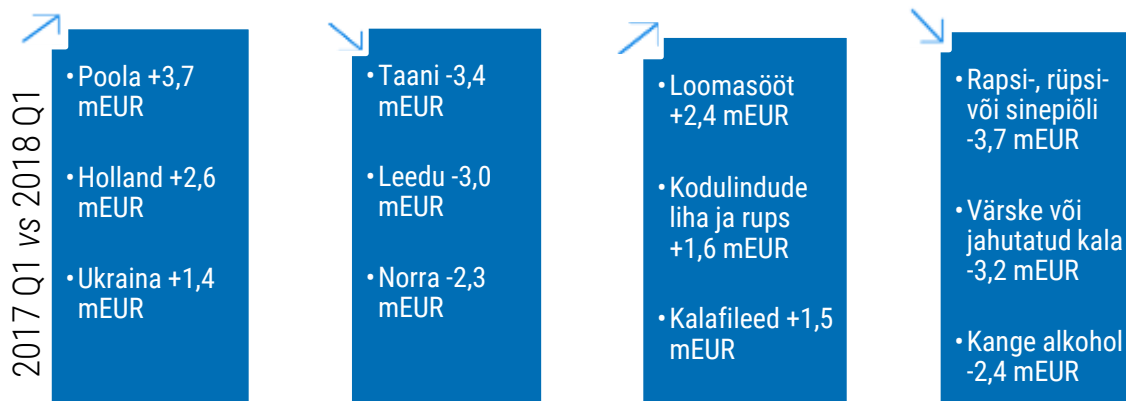 2017 Q1 vs 2018 Q1
•Poola +3,7
mEUR
•Holland +2,6
mEUR
•Ukraina +1,4
mEUR
•Taani -3,4
mEUR
•Leedu -3,0
mEUR
•Norra -2,3
mEUR
•Loomasööt
+2,4 mEUR
•Kodulindude
liha ja rups
+1,6 mEUR
•Kalafileed +1,5
mEUR
•Rapsi-, rüpsi-
või sinepiõli
-3,7 mEUR
•Värske või
jahutatud kala
-3,2 mEUR
•Kange alkohol
-2,4 mEUR